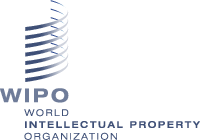 WIPO
WORLD
INTELLECTUAL PROPERTY
ORGANIZATION